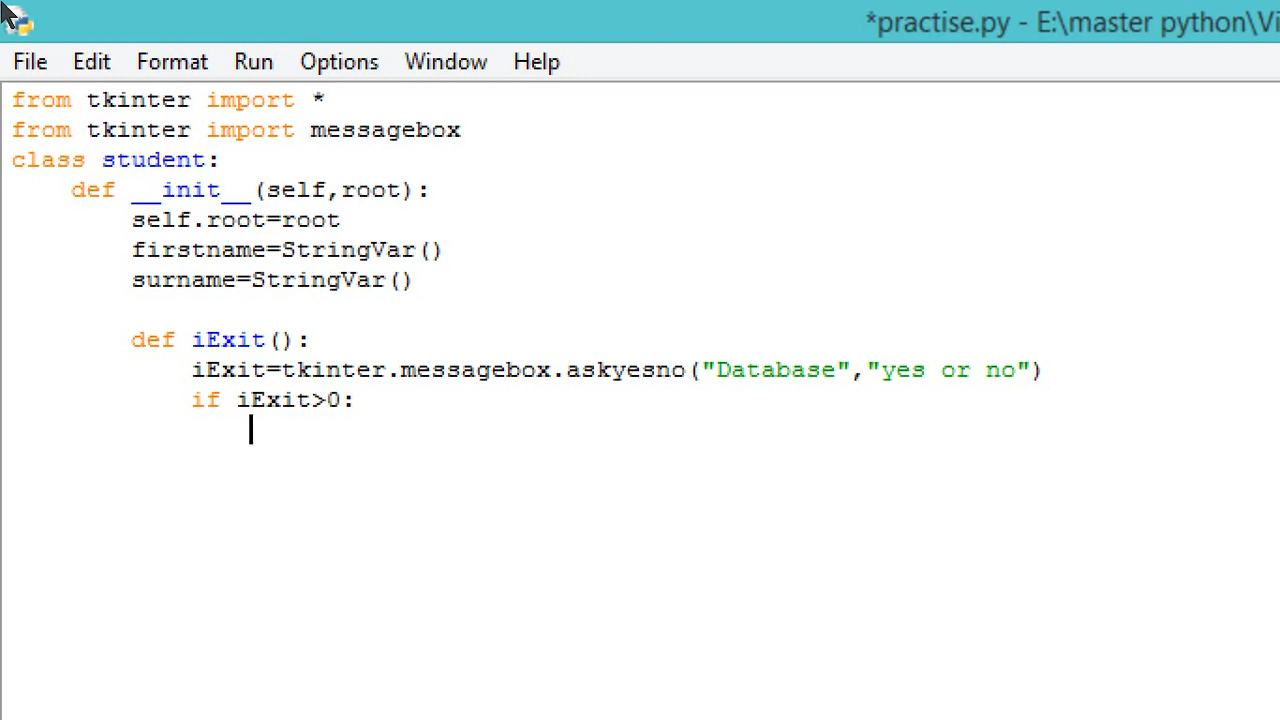 *practise.py - E:\master python\Vi
File Edit Format Run Options Window Help
from tkinter import *
from tkinter import messagebox
class student:
    def __init__(self,root):
        self.root=root
        firstname=StringVar()
        surname=StringVar()

        def iExit():
            iExit=tkinter.messagebox.askyesno("Database","yes or no")
            if iExit>0: